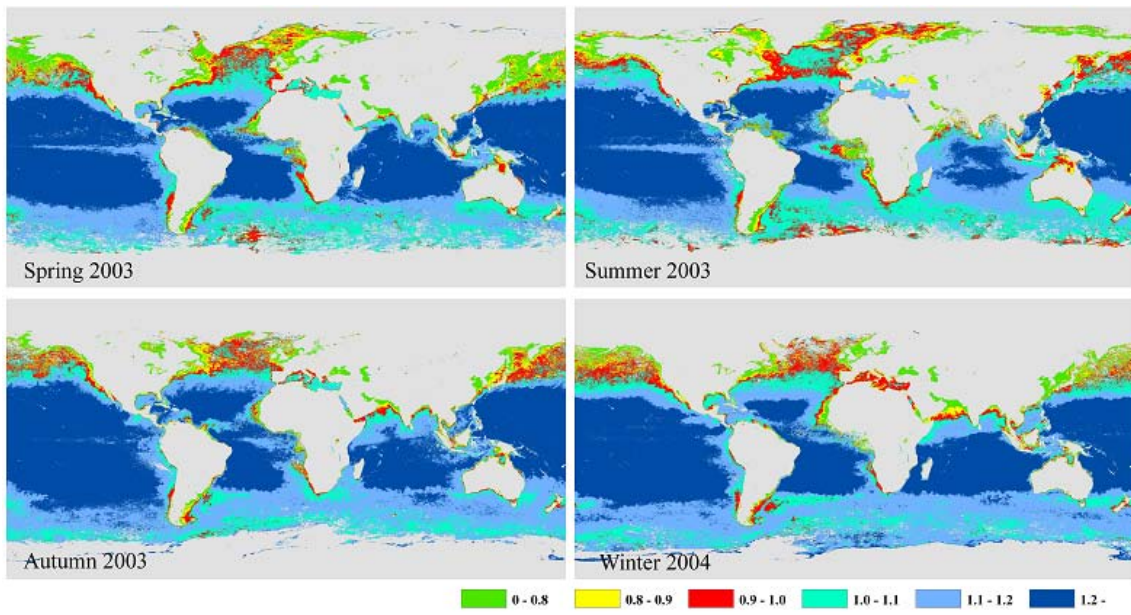 Spring 2003
Summer 2003
Autumn 2003
Winter 2004
0 - 0.8 0.8 - 0.9 0.9 - 1.0 1.0 - 1.1 1.1 - 1.2 1.2 -